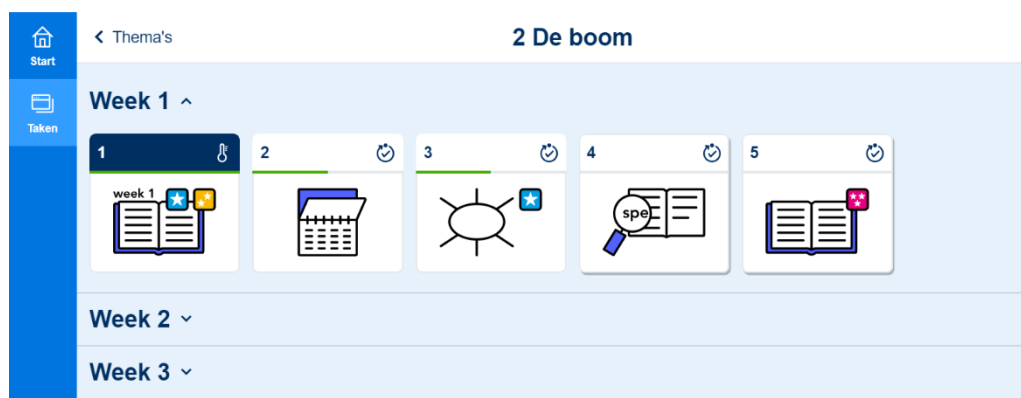 Start
Taken
Thema's
2 De boom
Week 1
1
2
3
4
5
week 1
spe
Week 2
Week 3